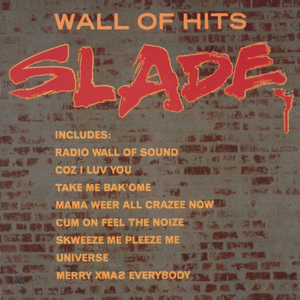 WALL OF HITS
SLADE
INCLUDES:
RADIO WALL OF SOUND
COZ I LUV YOU
TAKE ME BAK'OME
MAMA WEER ALL CRAZEE NOW
CUM ON FEEL THE NOIZE
SKWEEZE ME PLEEZE ME
UNIVERSE
MERRY XMAS EVERYBODY